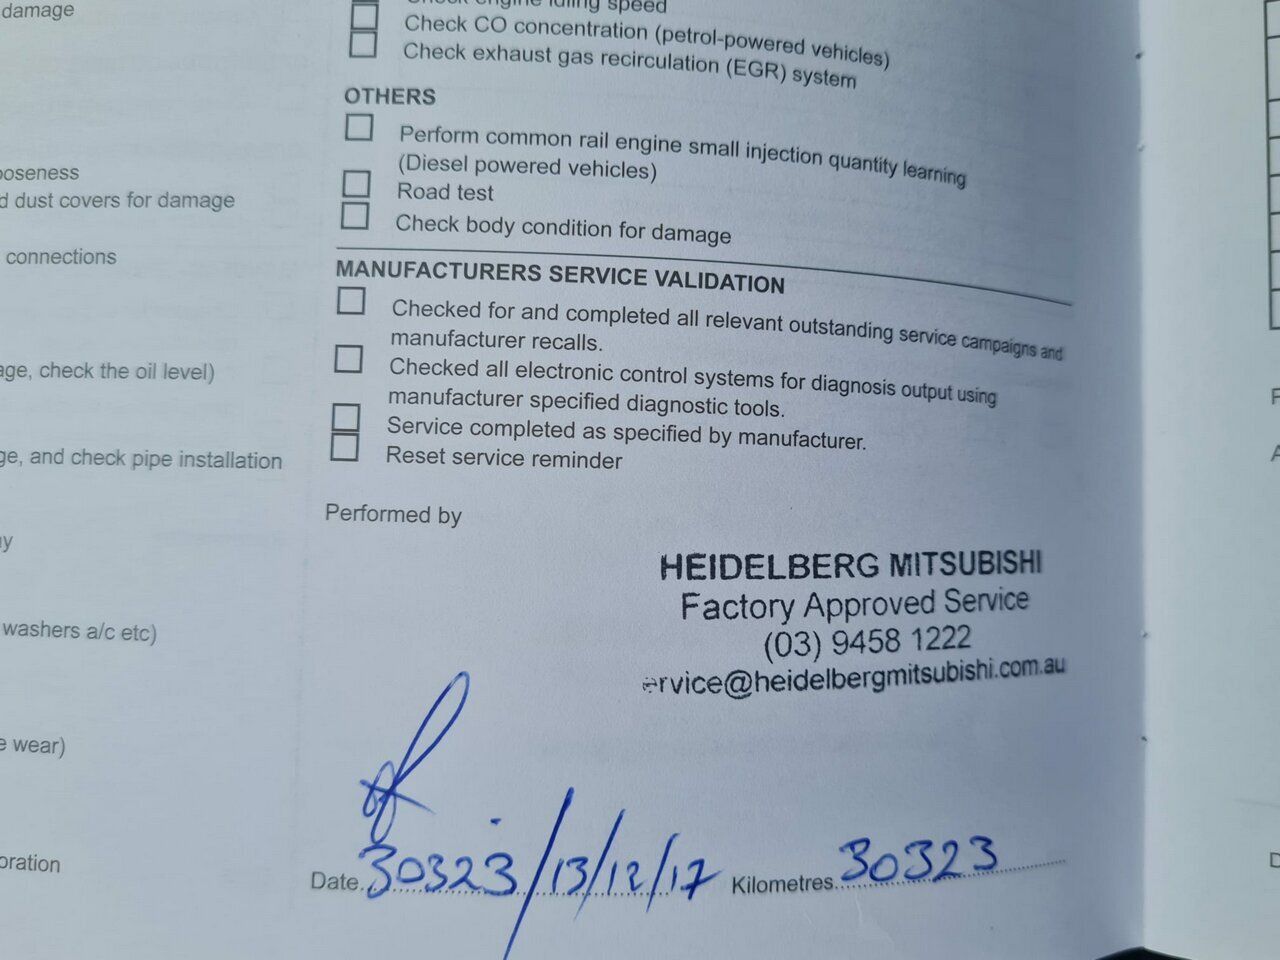 damage
ooseness
d dust covers for damage
connections
age, check the oil level)
ge, and check pipe installation
washers a/c etc)
e wear)
oration
Check engine idling speed
Check CO concentration (petrol-powered vehicles)
Check exhaust gas recirculation (EGR) system
OTHERS
Perform common rail engine small injection quantity learning
(Diesel powered vehicles)
Road test
Check body condition for damage
MANUFACTURERS SERVICE VALIDATION
Checked for and completed all relevant outstanding service campaigns and
manufacturer recalls.
Checked all electronic control systems for diagnosis output using
manufacturer specified diagnostic tools.
Service completed as specified by manufacturer.
Reset service reminder
Performed by
HEIDELBERG MITSUBISHI
Factory Approved Service
(03) 9458 1222
ervice@heidelbergmitsubishi.com.au
Date 30323/13/12/17 Kilometres 30323